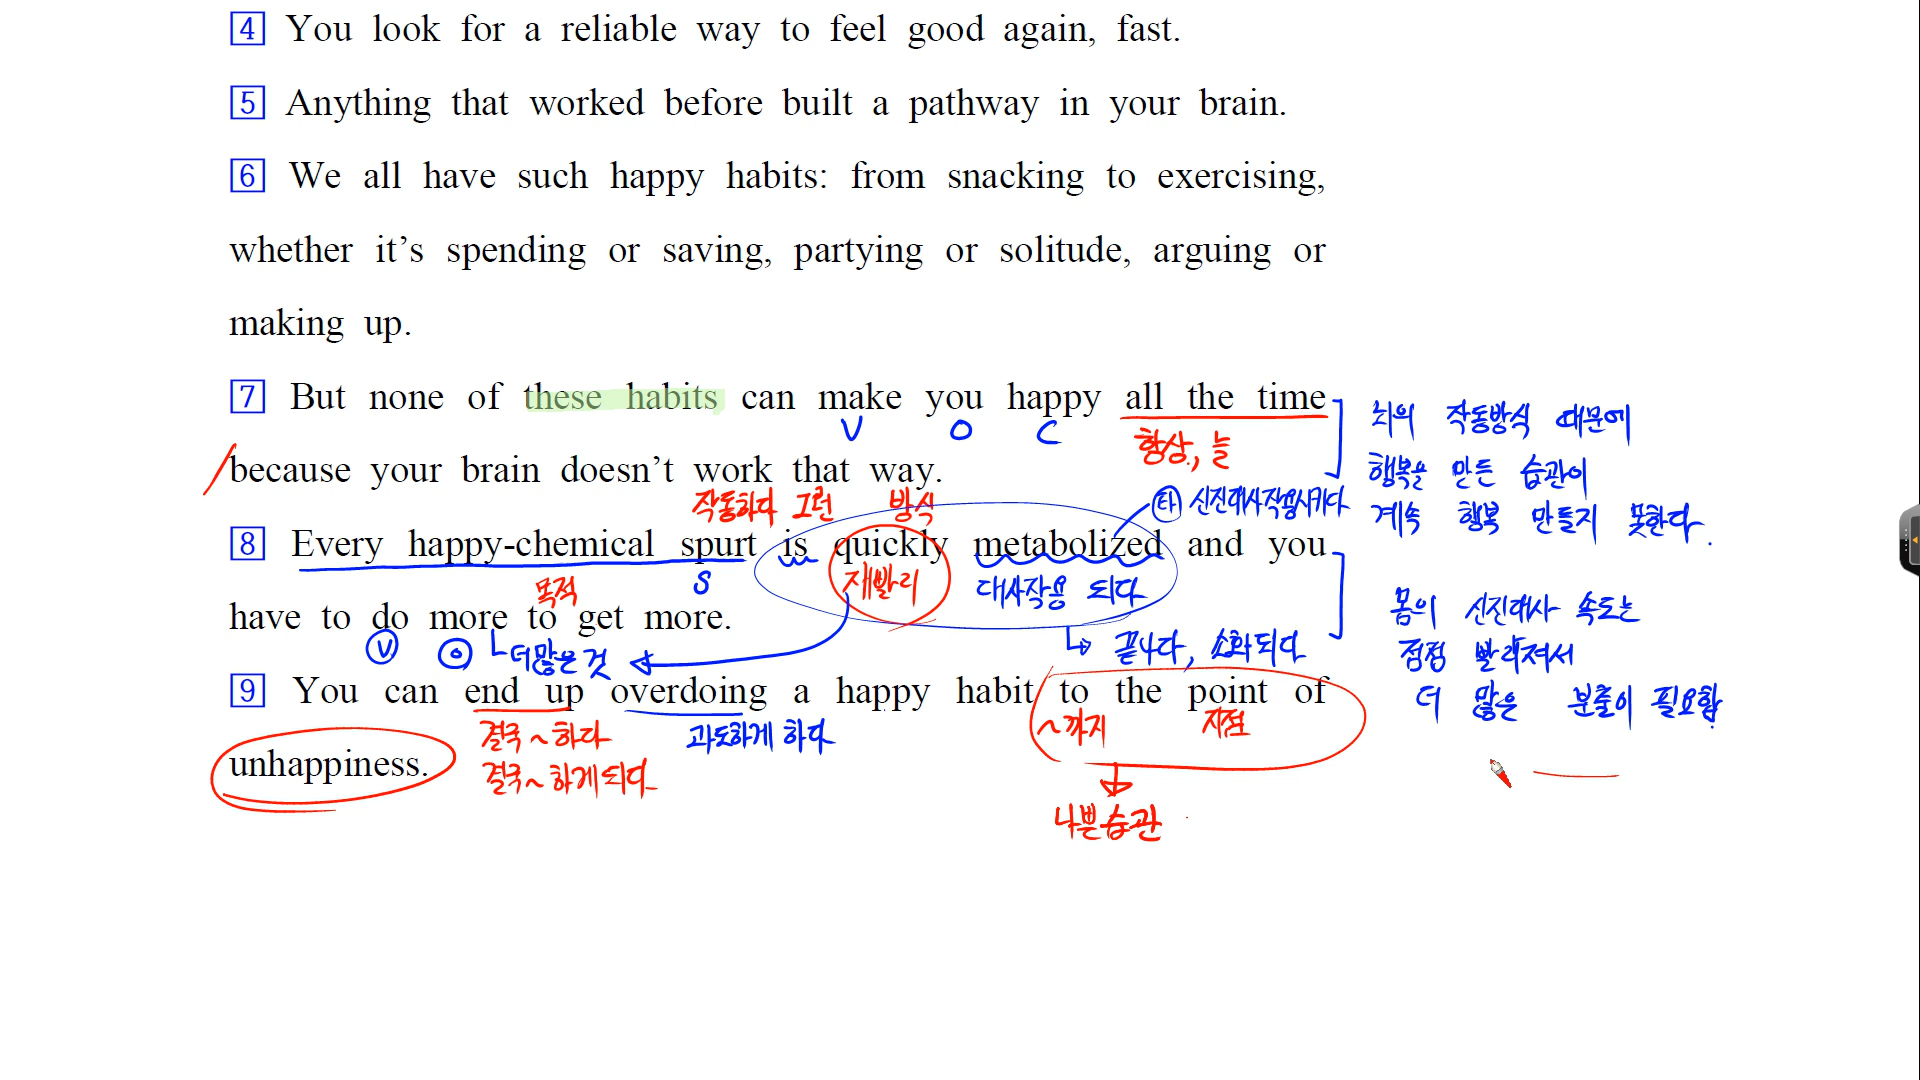 4 You look for a reliable way to feel good again, fast.
5 Anything that worked before built a pathway in your brain.
6 We all have such happy habits: from snacking to exercising,
whether it’s spending or saving, partying or solitude, arguing or
making up.
7 But none of these habits can make you happy all the time
V O C 항상, 늘
뇌의 작동방식 때문에
because your brain doesn’t work that way.
행복을 만든 습관이
작동하다 그런 방식
타 신진대사작용시키다
계속 행복 만들지 못한다.
8 Every happy-chemical spurt is quickly metabolized and you
목적 S 재빨리 대사작용 되다
have to do more to get more.
몸의 신진대사 속도는
V O 더많은 것
끝나다, 소화되다
점점 빨라져서
9 You can end up overdoing a happy habit to the point of
더 많은 분출이 필요함.
결국 ~ 하다 과도하게 하다 ~까지 지점
unhappiness.
결국 ~ 하게 되다
나쁜습관